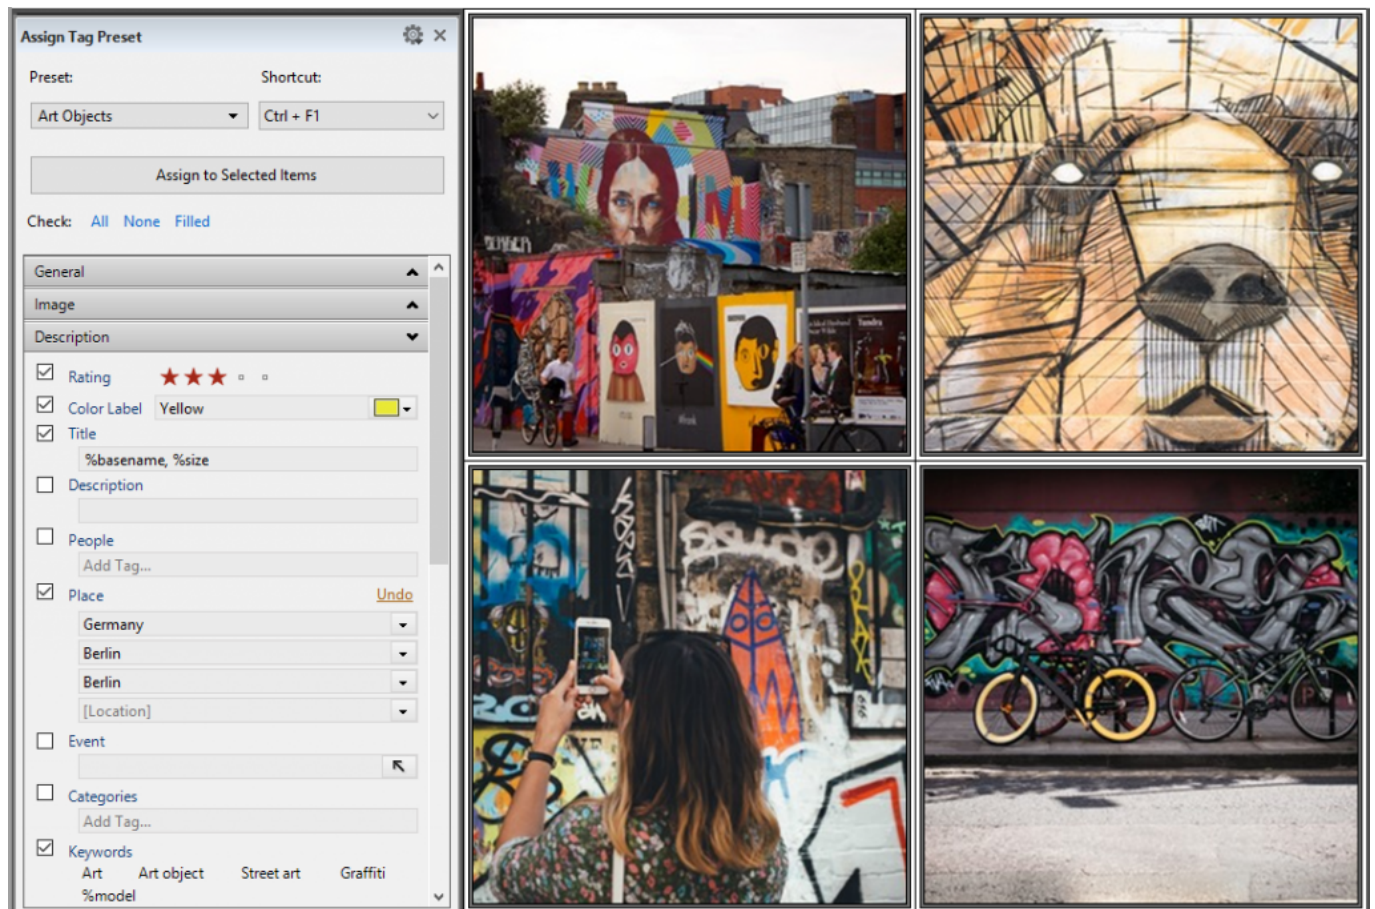 Assign Tag Preset
Preset:
Shortcut:
Art Objects
Ctrl + F1
Assign to Selected Items
Check: All None Filled
General
Image
Description
Rating
Color Label Yellow
Title
%basename, %size
Description
People
Add Tag...
Place Undo
Germany
Berlin
Berlin
[Location]
Event
Categories
Add Tag...
Keywords
Art Art object Street art Graffiti
%model
M
Tundra